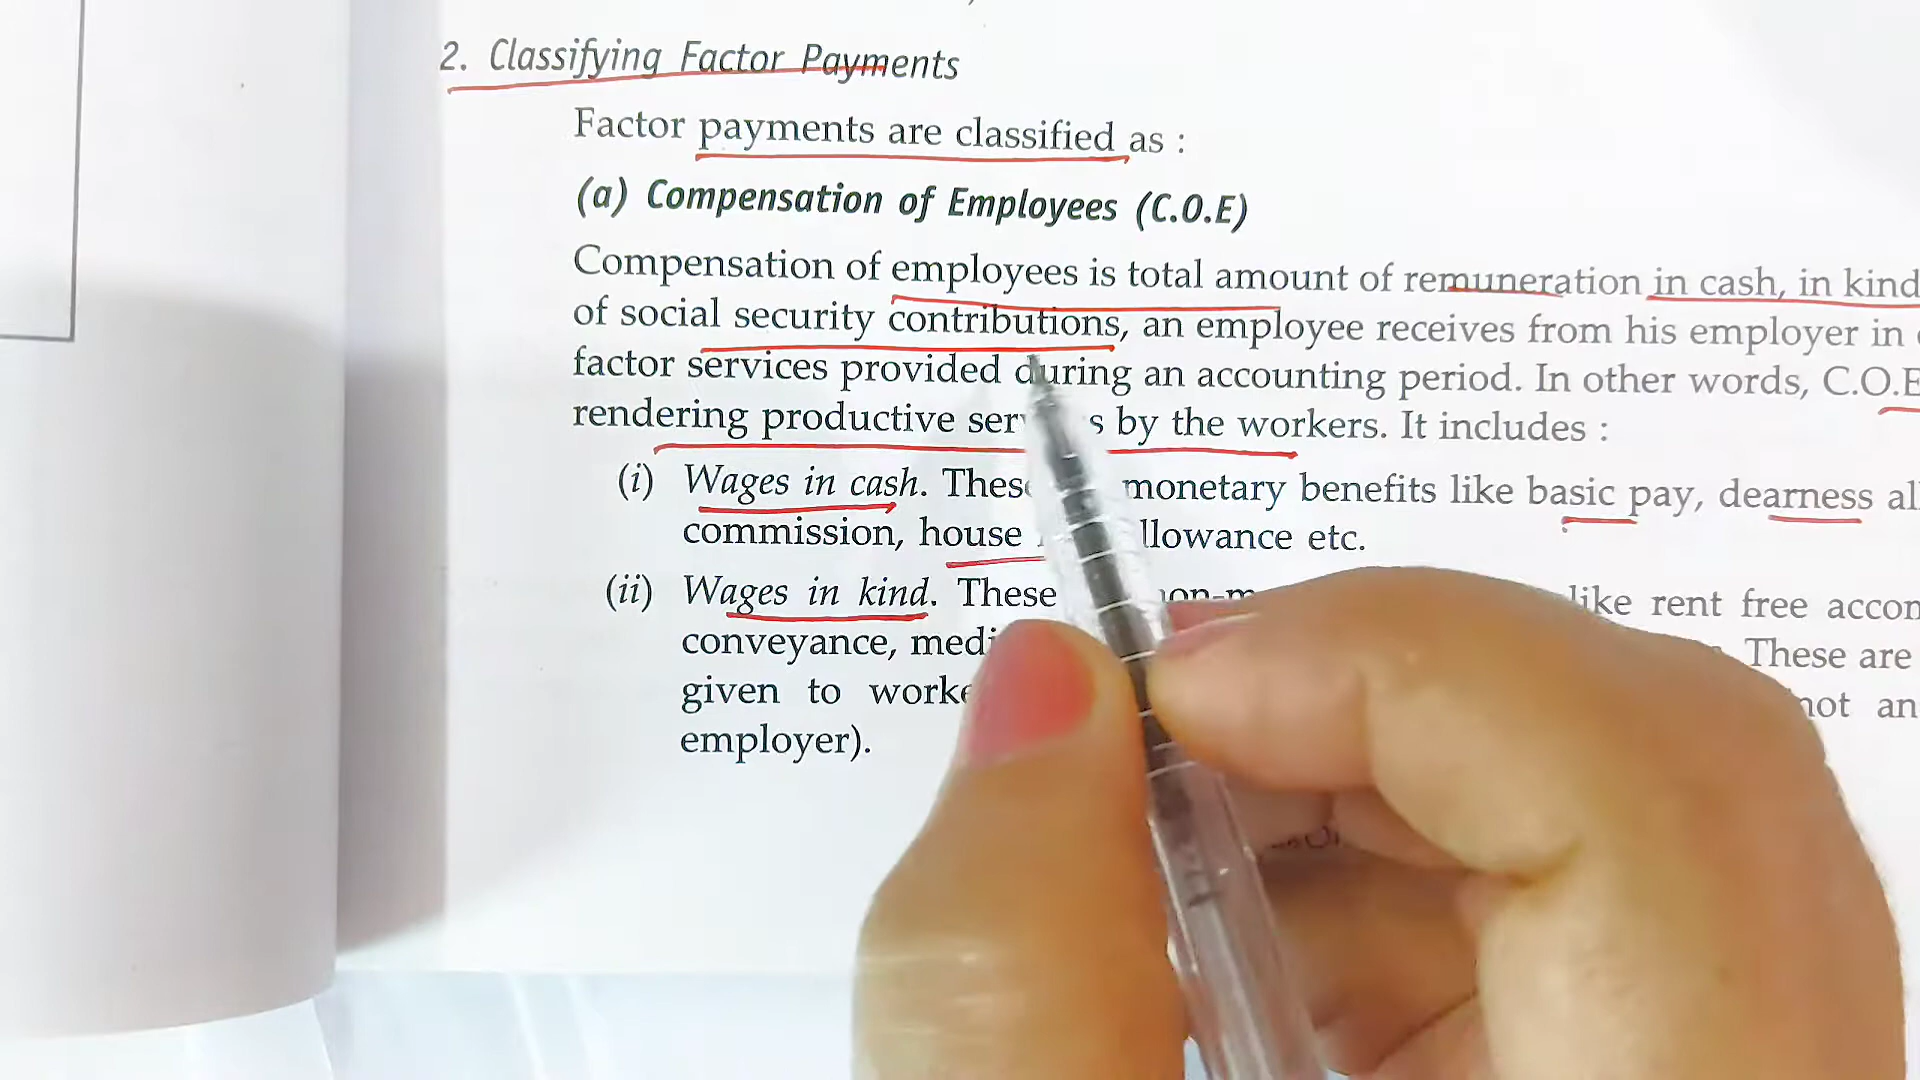 2. Classifying Factor Payments
Factor payments are classified as :
(a) Compensation of Employees (C.O.E)
Compensation of employees is total amount of remuneration in cash, in kind
of social security contributions, an employee receives from his employer in
factor services provided during an accounting period. In other words, C.O.E
rendering productive by the workers. It includes :
(i) Wages in cash. These monetary benefits like basic pay, dearness
commission, house allowance etc.
(ii) Wages in kind. These like rent free
conveyance, These are
given to not an
employer).